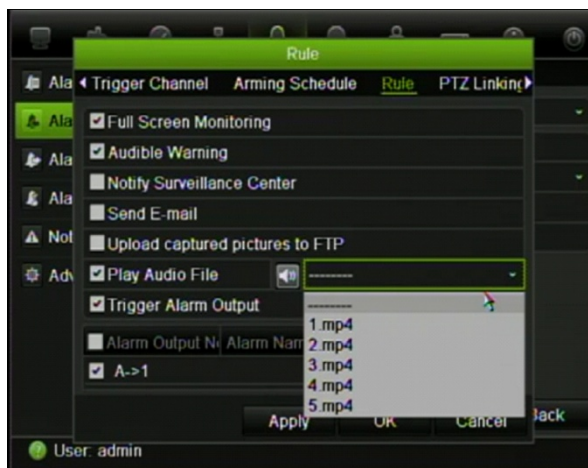 Rule
Ala
Trigger Channel Arming Schedule Rule PTZ Linking
Ala
Full Screen Monitoring
Audible Warning
Ala
Notify Surveillance Center
Ala
Send E-mail
Not
Upload captured pictures to FTP
Adv
Play Audio File --------
Trigger Alarm Output --------
1.mp4
Alarm Output No Alarm Nam
2.mp4
3.mp4
A->1
4.mp4
5.mp4
Apply OK Cancel Back
User: admin